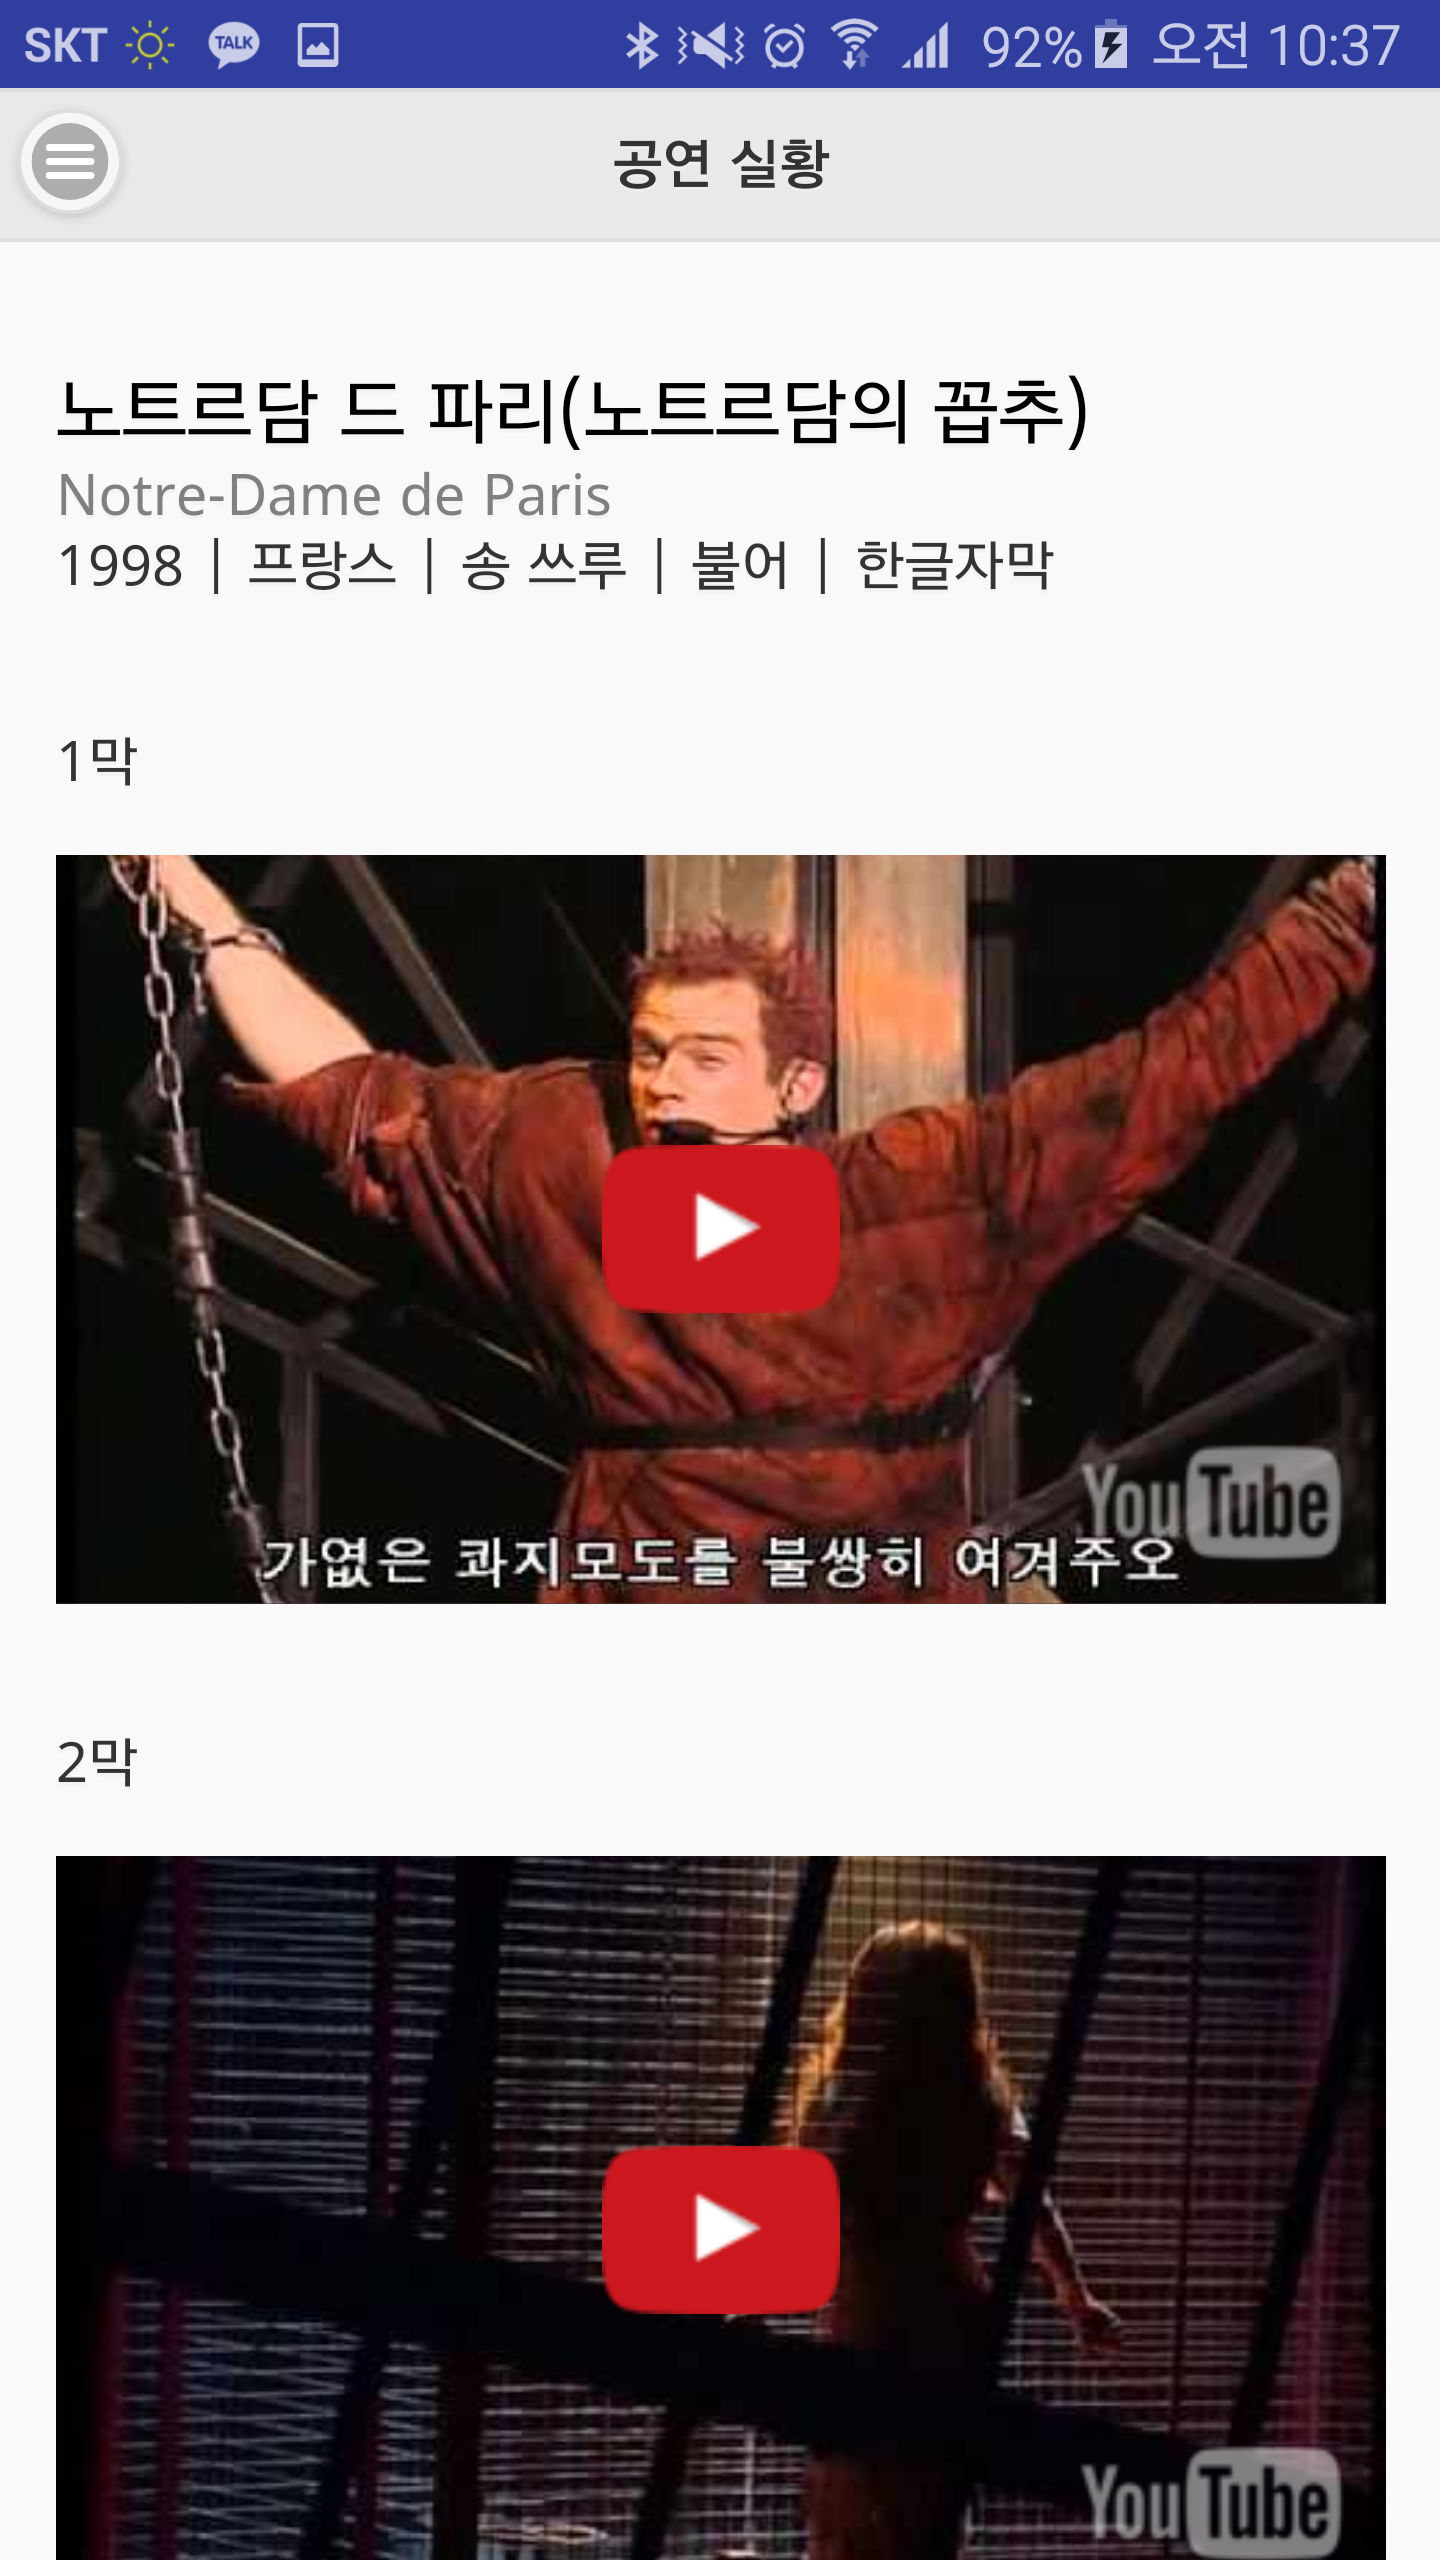 SKT TALK 92% 오전 10:37
공연 실황
노트르담 드 파리(노트르담의 꼽추)
Notre-Dame de Paris
1998 | 프랑스 | 송 쓰루 | 불어 | 한글자막
1막
YouTube
가엾은 콰지모도를 불쌍히 여겨주오
2막
YouTube